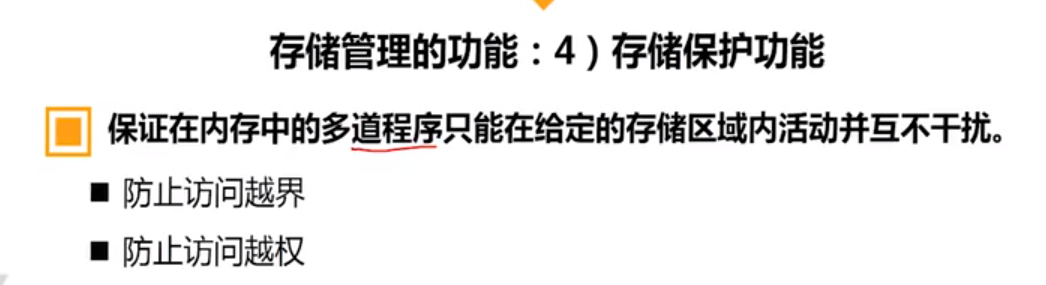 存储管理的功能：4）存储保护功能
保证在内存中的多道程序只能在给定的存储区域内活动并互不干扰。
防止访问越界
防止访问越权